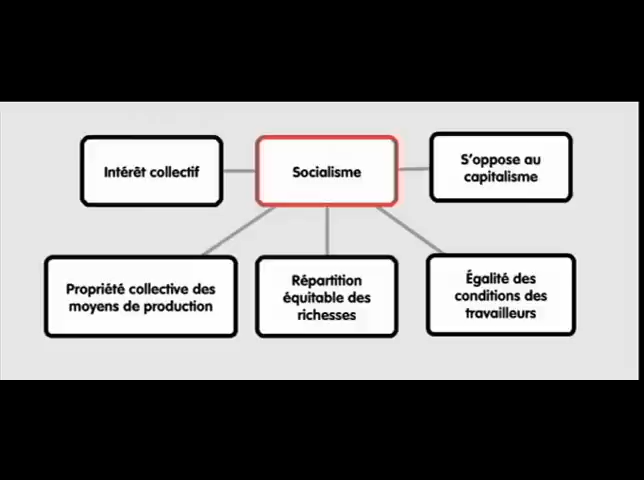 Intérêt collectif
Socialisme
S'oppose au
capitalisme
Propriété collective des
moyens de production
Répartition
équitable des
richesses
Égalité des
conditions des
travailleurs